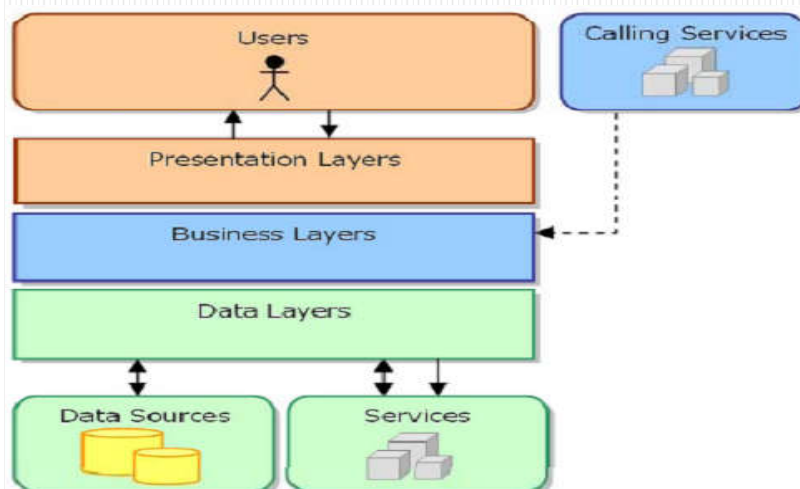 Users
Calling Services
Presentation Layers
Business Layers
Data Layers
Data Sources
Services